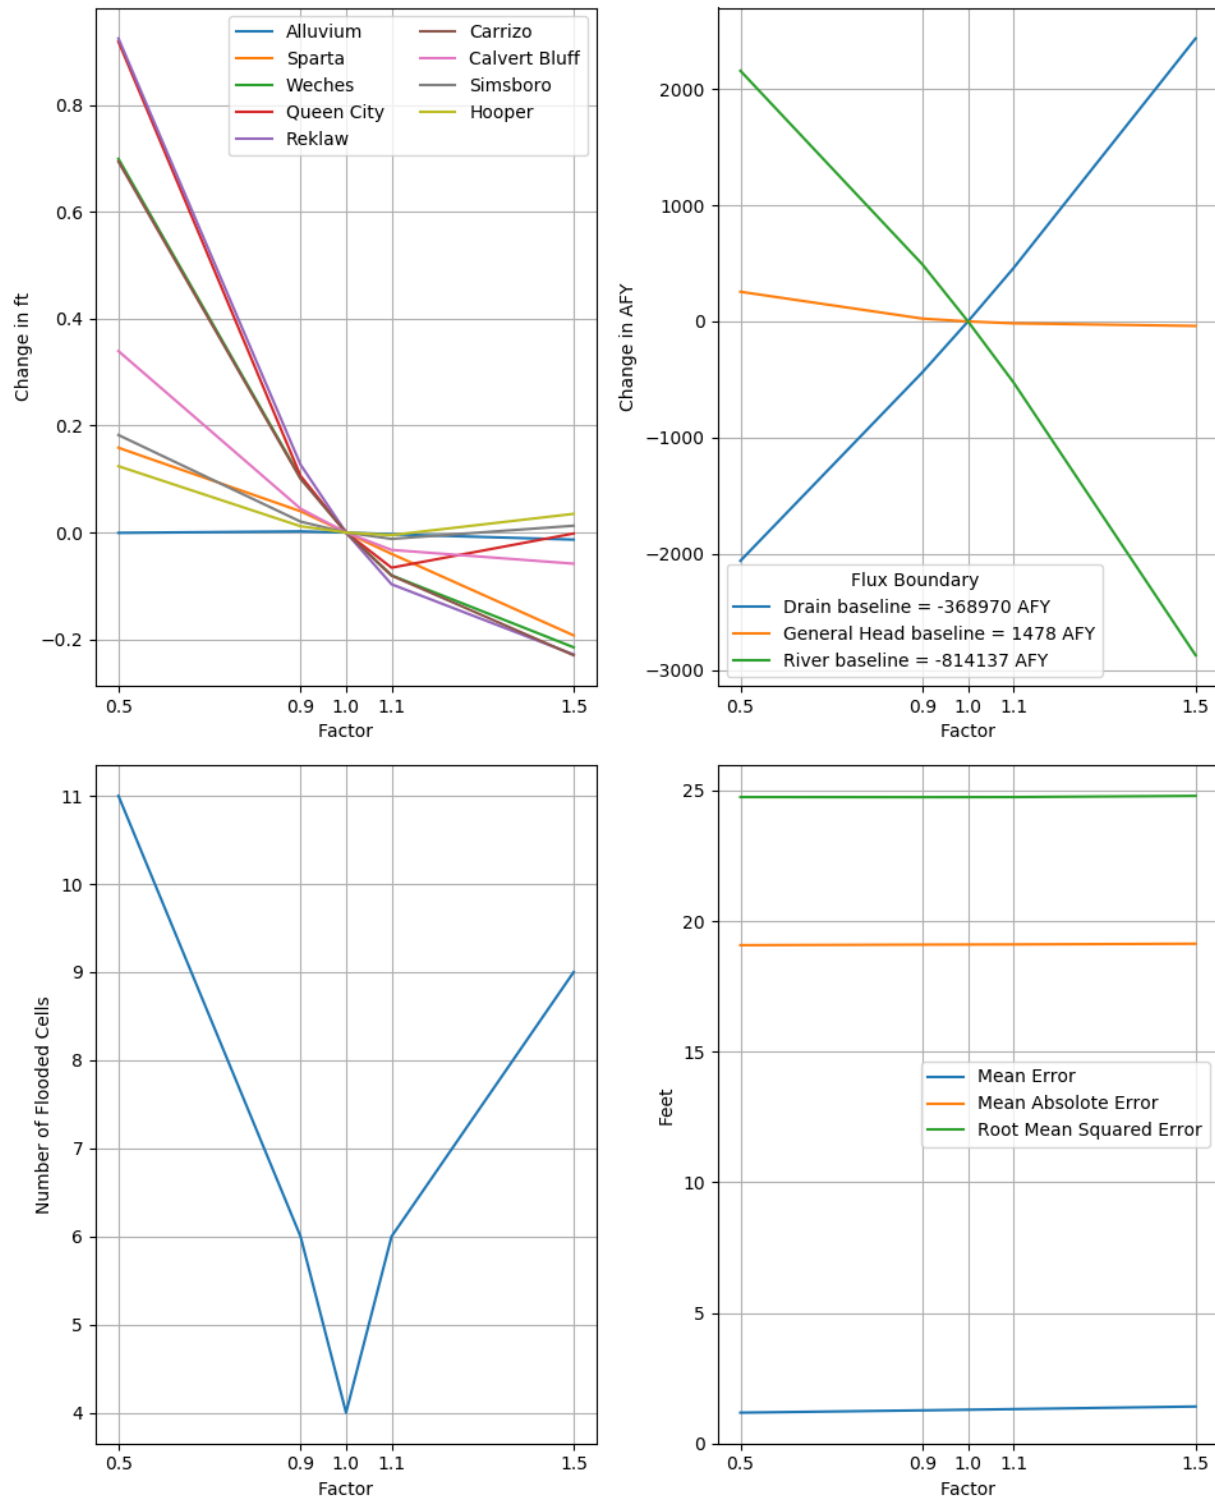 Alluvium
Sparta
Weches
Queen City
Reklaw
Carrizo
Calvert Bluff
Simsboro
Hooper
0.8
0.6
0.4
0.2
0.0
−0.2
Change in ft
0.5 0.9 1.0 1.1 1.5
Factor
2000
1000
0
−1000
−2000
−3000
Change in AFY
Flux Boundary
Drain baseline = -368970 AFY
General Head baseline = 1478 AFY
River baseline = -814137 AFY
0.5 0.9 1.0 1.1 1.5
Factor
11
10
9
8
7
6
5
4
Number of Flooded Cells
0.5 0.9 1.0 1.1 1.5
Factor
25
20
15
10
5
0
Feet
Mean Error
Mean Absolute Error
Root Mean Squared Error
0.5 0.9 1.0 1.1 1.5
Factor